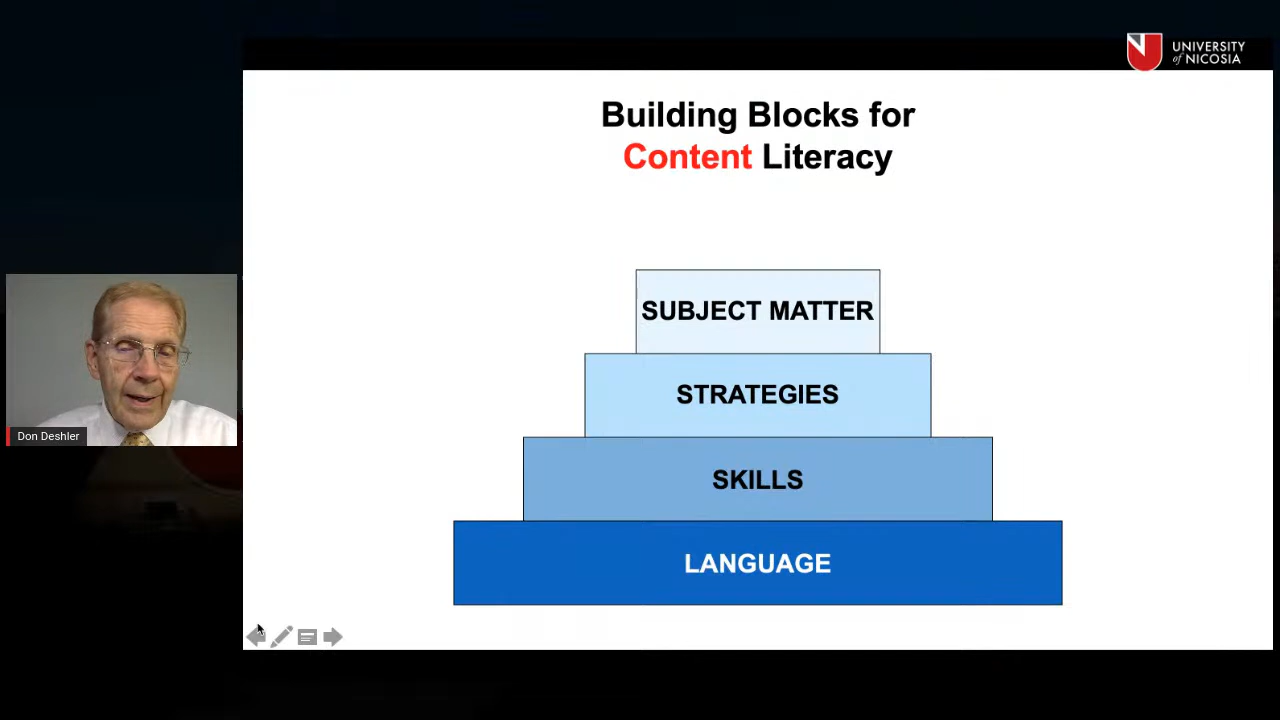 UNIVERSITY
of NICOSIA
Building Blocks for
Content Literacy
SUBJECT MATTER
STRATEGIES
SKILLS
LANGUAGE
Don Deshler